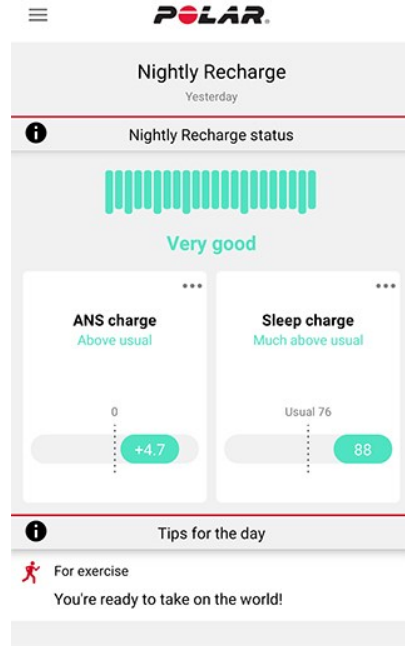 POLAR.
Nightly Recharge
Yesterday
Nightly Recharge status
Very good
ANS charge
Above usual
0
+4.7
Sleep charge
Much above usual
Usual 76
88
Tips for the day
For exercise
You're ready to take on the world!